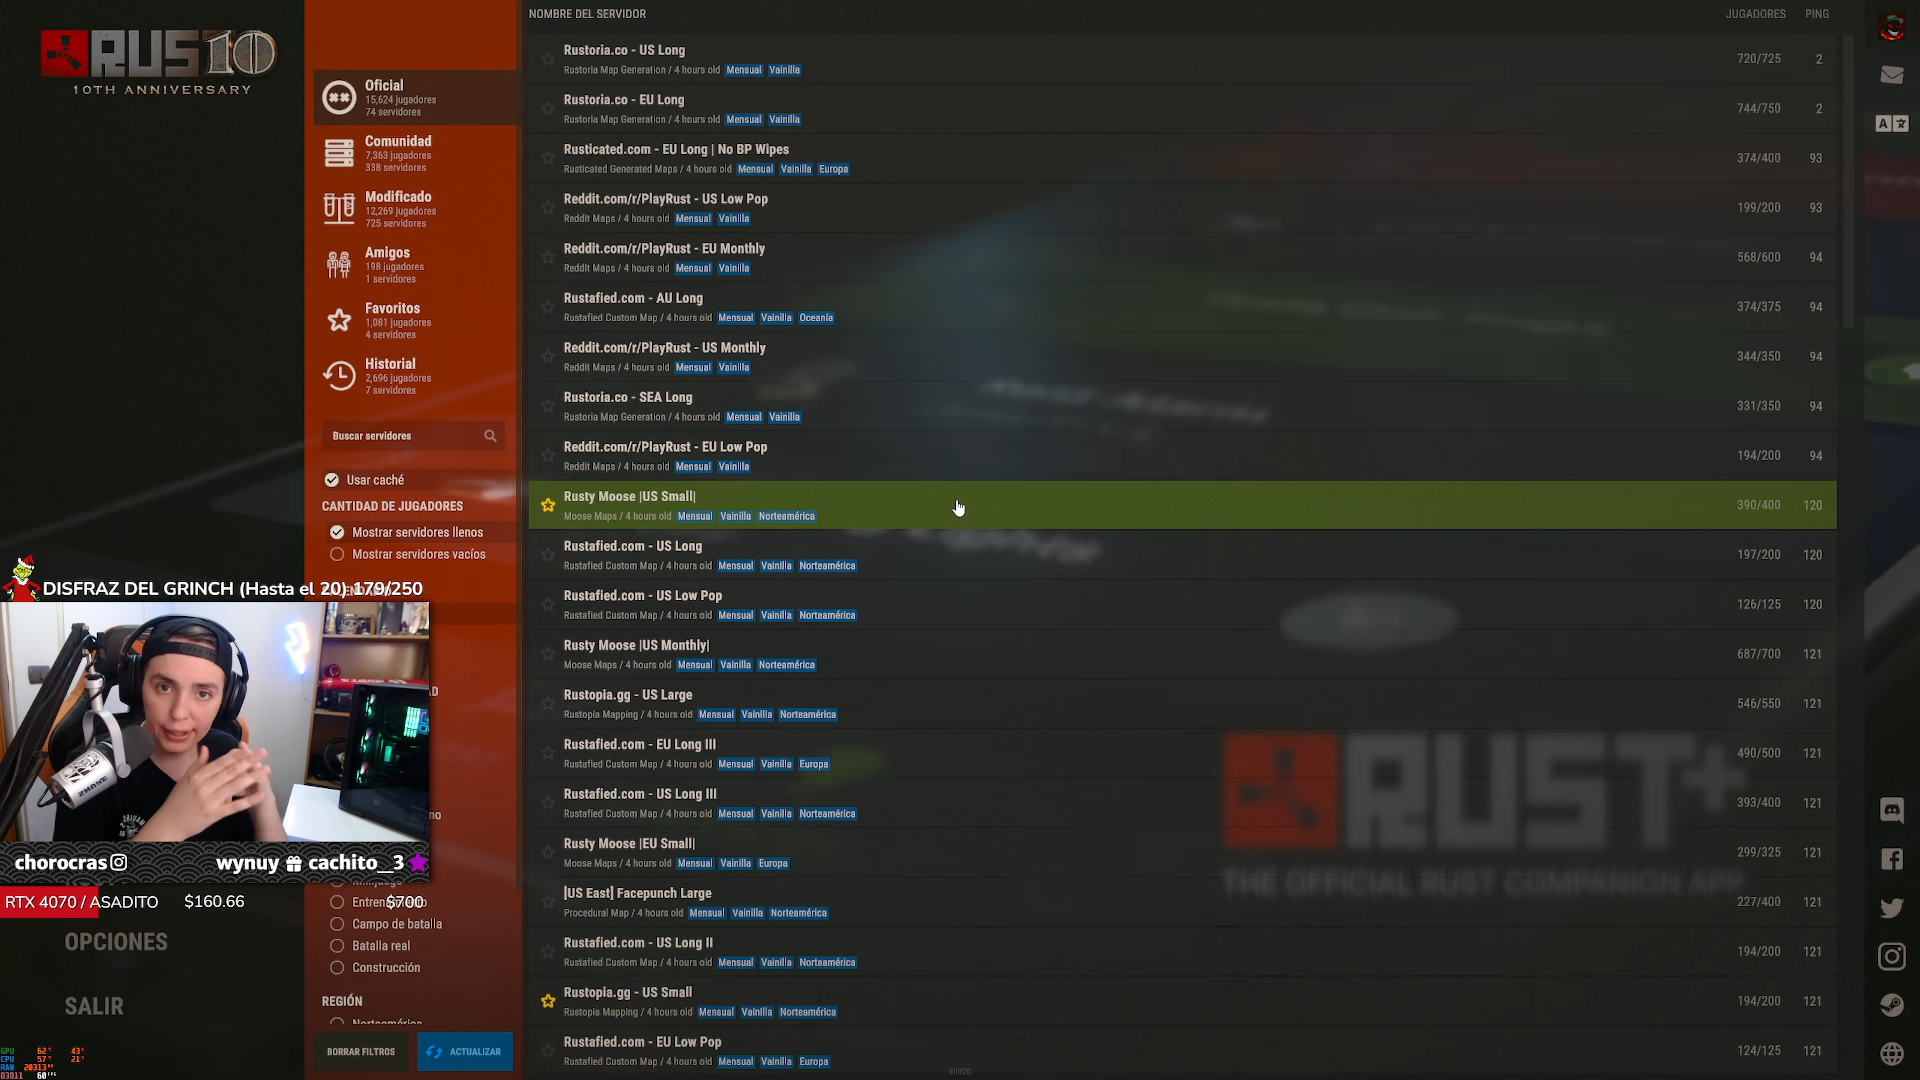 RUS10
10TH ANNIVERSARY
OPCIONES
SALIR
Oficial
15,624 jugadores
74 servidores
Comunidad
7,363 jugadores
338 servidores
Modificado
12,269 jugadores
725 servidores
Amigos
198 jugadores
1 servidores
Favoritos
1,081 jugadores
4 servidores
Historial
2,696 jugadores
7 servidores
Buscar servidores
Usar caché
CANTIDAD DE JUGADORES
Mostrar servidores llenos
Mostrar servidores vacíos
DISFRAZ DEL GRINCH (Hasta el 20) 179/250
chorocras wynuy cachito__3
RTX 4070 / ASADITO $160.66 $700
Campo de batalla
Batalla real
Construcción
REGIÓN
Norteamérica
BORRAR FILTROS
ACTUALIZAR
GPU 62°C 43%
CPU 57°C 21%
NOMBRE DEL SERVIDOR JUGADORES PING
Rustoria.co - US Long 720/725 2
Rustoria Map Generation / 4 hours old Mensual Vainilla
Rustoria.co - EU Long 744/750 2
Rustoria Map Generation / 4 hours old Mensual Vainilla
Rusticated.com - EU Long | No BP Wipes 374/400 93
Rusticated Generated Maps / 4 hours old Mensual Vainilla Europa
Reddit.com/r/PlayRust - US Low Pop 199/200 93
Reddit Maps / 4 hours old Mensual Vainilla
Reddit.com/r/PlayRust - EU Monthly 568/600 94
Reddit Maps / 4 hours old Mensual Vainilla
Rustafied.com - AU Long 374/375 94
Rustafied Custom Map / 4 hours old Mensual Vainilla Oceanía
Reddit.com/r/PlayRust - US Monthly 344/350 94
Reddit Maps / 4 hours old Mensual Vainilla
Rustoria.co - SEA Long 331/350 94
Rustoria Map Generation / 4 hours old Mensual Vainilla
Reddit.com/r/PlayRust - EU Low Pop 194/200 94
Reddit Maps / 4 hours old Mensual Vainilla
Rusty Moose |US Small| 390/400 120
Moose Maps / 4 hours old Mensual Vainilla Norteamérica
Rustafied.com - US Long 197/200 120
Rustafied Custom Map / 4 hours old Mensual Vainilla Norteamérica
Rustafied.com - US Low Pop 126/125 120
Rustafied Custom Map / 4 hours old Mensual Vainilla Norteamérica
Rusty Moose |US Monthly| 687/700 121
Moose Maps / 4 hours old Mensual Vainilla Norteamérica
Rustopia.gg - US Large 546/550 121
Rustopia Mapping / 4 hours old Mensual Vainilla Norteamérica
Rustafied.com - EU Long III 490/500 121
Rustafied Custom Map / 4 hours old Mensual Vainilla Europa
Rustafied.com - US Long III 393/400 121
Rustafied Custom Map / 4 hours old Mensual Vainilla Norteamérica
Rusty Moose |EU Small| 299/325 121
Moose Maps / 4 hours old Mensual Vainilla Europa
[US East] Facepunch Large 227/400 121
Procedural Map / 4 hours old Mensual Vainilla Norteamérica
Rustafied.com - US Long II 194/200 121
Rustafied Custom Map / 4 hours old Mensual Vainilla Norteamérica
Rustopia.gg - US Small 194/200 121
Rustopia Mapping / 4 hours old Mensual Vainilla Norteamérica
Rustafied.com - EU Low Pop 124/125 121
Rustafied Custom Map / 4 hours old Mensual Vainilla Europa
RUST+
THE OFFICIAL RUST COMPANION APP